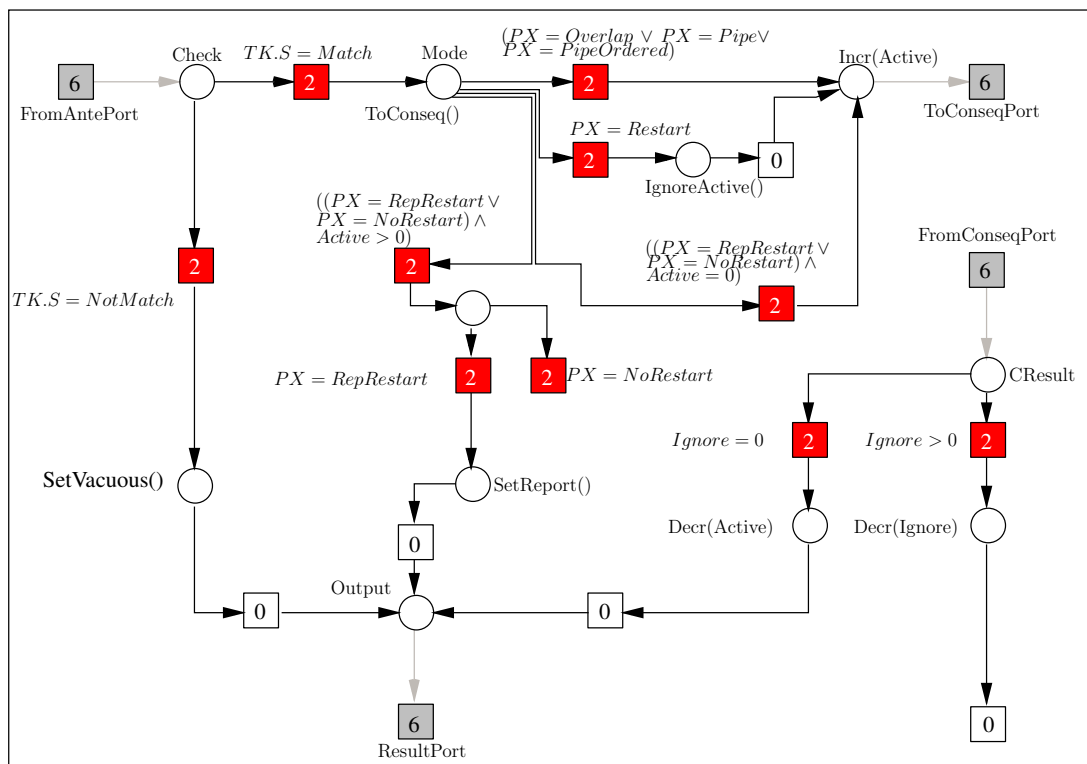 Check
TK.S = Match
Mode
(PX = Overlap ∨ PX = Pipe∨
PX = PipeOrdered)
Incr(Active)
6
2
2
6
FromAntePort
ToConseq()
ToConseqPort
PX = Restart
2
0
IgnoreActive()
((PX = RepRestart ∨
PX = NoRestart) ∧
Active > 0)
2
((PX = RepRestart ∨
PX = NoRestart) ∧
Active = 0)
2
FromConseqPort
6
2
TK.S = NotMatch
PX = RepRestart
2
2
PX = NoRestart
CResult
Ignore = 0
2
Ignore > 0
2
SetVacuous()
SetReport()
Decr(Active)
Decr(Ignore)
0
Output
0
0
6
ResultPort
0